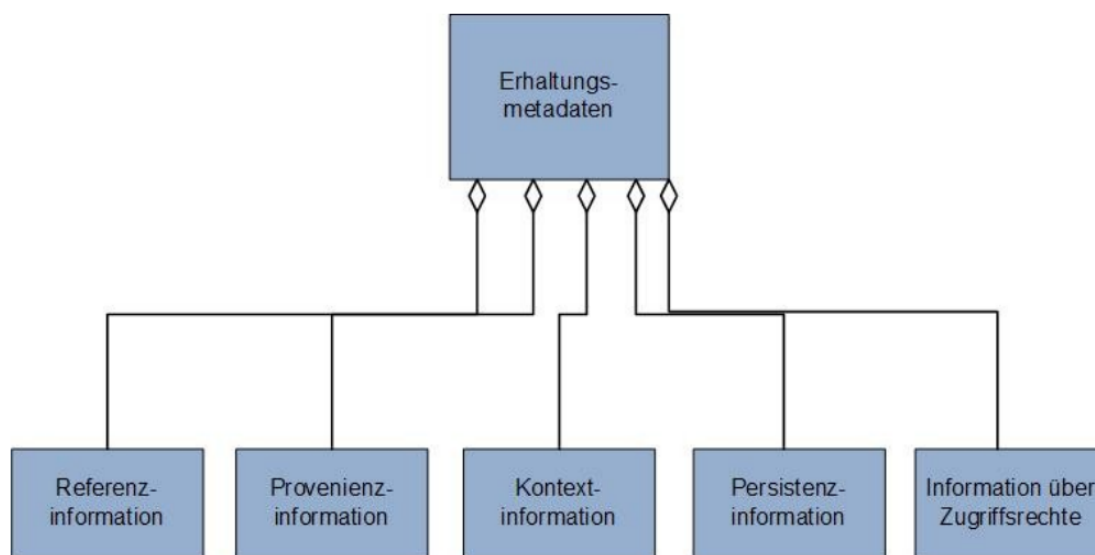 Erhaltungs-
metadaten
Referenz-
information
Provenienz-
information
Kontext-
information
Persistenz-
information
Information über
Zugriffsrechte